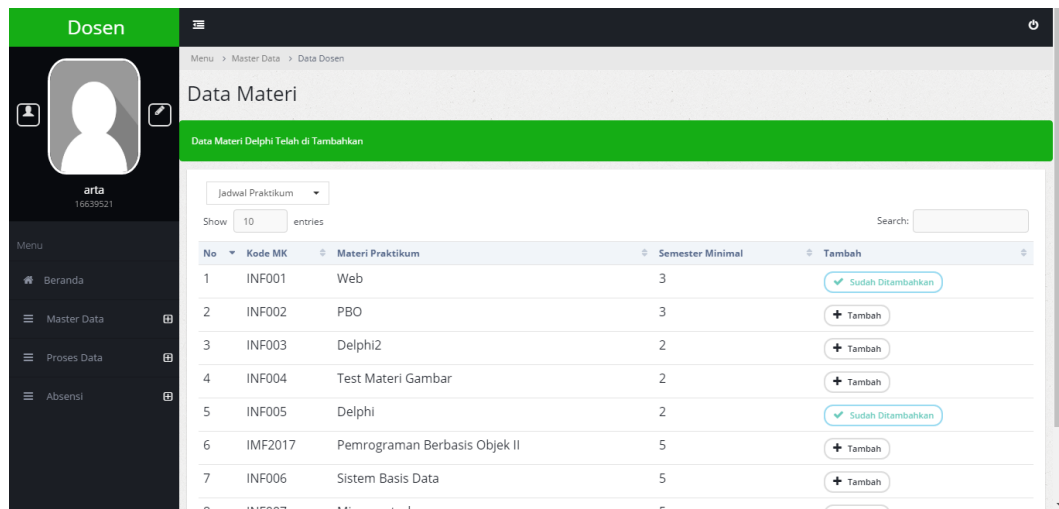 Dosen
Menu > Master Data > Data Dosen
Data Materi
arta
16639521
Menu
Beranda
Master Data
Proses Data
Absensi
Data Materi Delphi Telah di Tambahkan
Jadwal Praktikum
Show 10 entries
Search:
No Kode MK Materi Praktikum Semester Minimal Tambah
1 INF001 Web 3 Sudah Ditambahkan
2 INF002 PBO 3 Tambah
3 INF003 Delphi2 2 Tambah
4 INF004 Test Materi Gambar 2 Tambah
5 INF005 Delphi 2 Sudah Ditambahkan
6 IMF2017 Pemrograman Berbasis Objek II 5 Tambah
7 INF006 Sistem Basis Data 5 Tambah